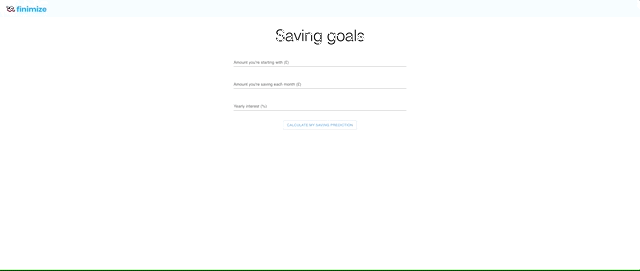 finimize
Saving goals
Amount you're starting with (£)
Amount you're saving each month (£)
Yearly interest (%)
CALCULATE MY SAVING PREDICTION